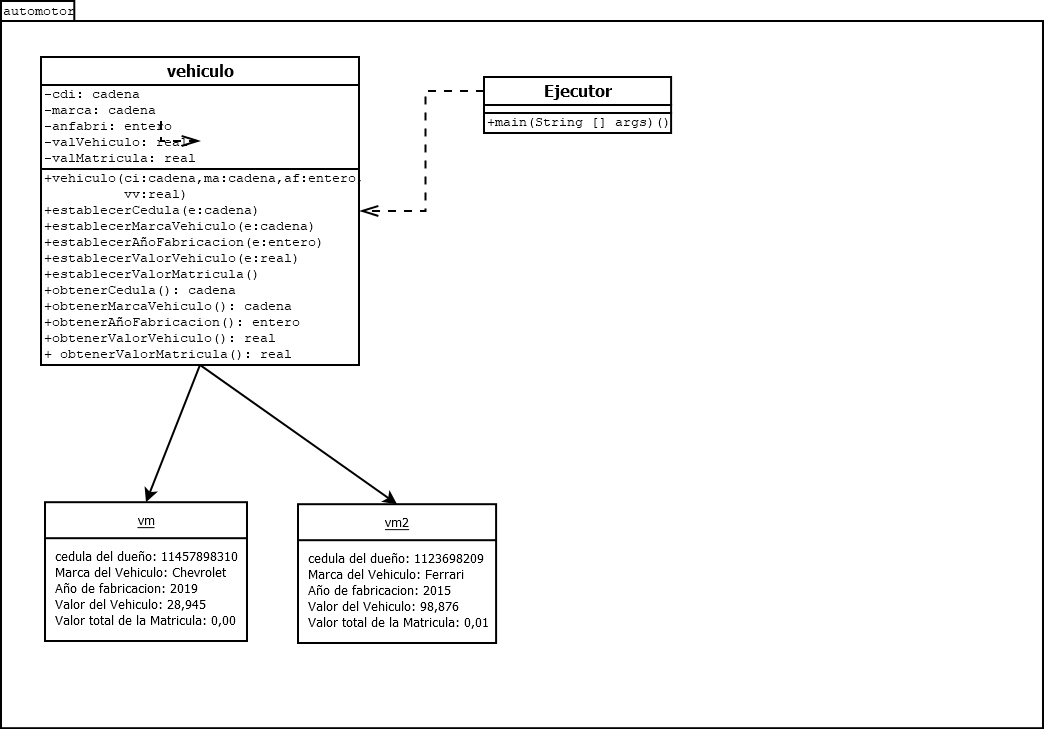 automotor
vehiculo
-cdi: cadena
-marca: cadena
-anfabri: entero
-valVehiculo: real
-valMatricula: real
+vehiculo(ci:cadena,ma:cadena,af:entero,
vv:real)
+establecerCedula(e:cadena)
+establecerMarcaVehiculo(e:cadena)
+establecerAñoFabricacion(e:entero)
+establecerValorVehiculo(e:real)
+establecerValorMatricula()
+obtenerCedula(): cadena
+obtenerMarcaVehiculo(): cadena
+obtenerAñoFabricacion(): entero
+obtenerValorVehiculo(): real
+ obtenerValorMatricula(): real
Ejecutor
+main(String [] args)()
vm
cedula del dueño: 11457898310
Marca del Vehiculo: Chevrolet
Año de fabricacion: 2019
Valor del Vehiculo: 28,945
Valor total de la Matricula: 0,00
vm2
cedula del dueño: 1123698209
Marca del Vehiculo: Ferrari
Año de fabricacion: 2015
Valor del Vehiculo: 98,876
Valor total de la Matricula: 0,01